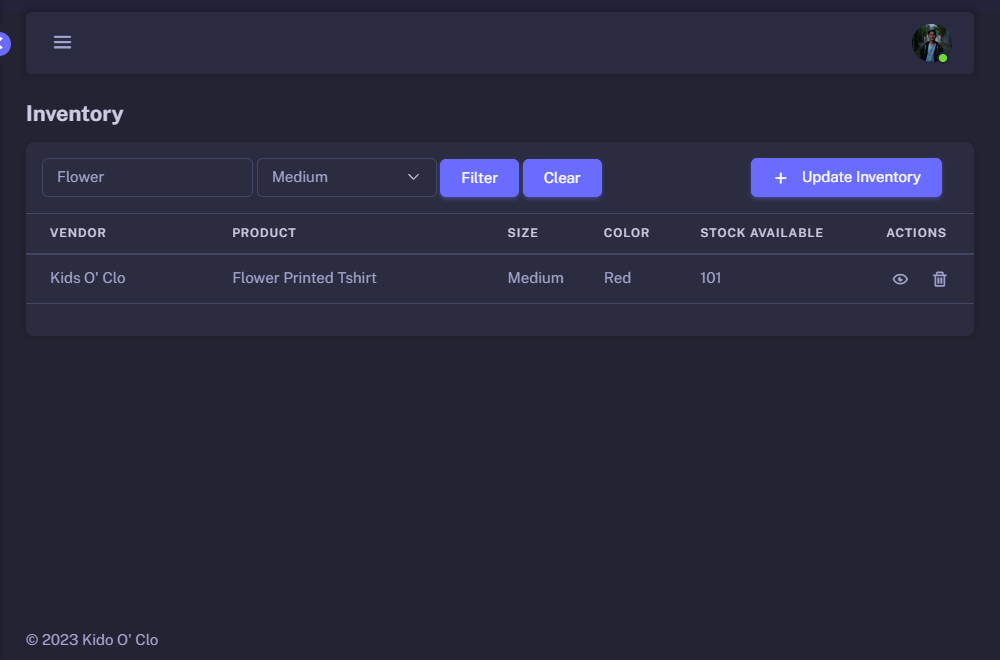 Inventory
Flower Medium Filter Clear + Update Inventory
VENDOR PRODUCT SIZE COLOR STOCK AVAILABLE ACTIONS
Kids O' Clo Flower Printed Tshirt Medium Red 101
© 2023 Kido O' Clo